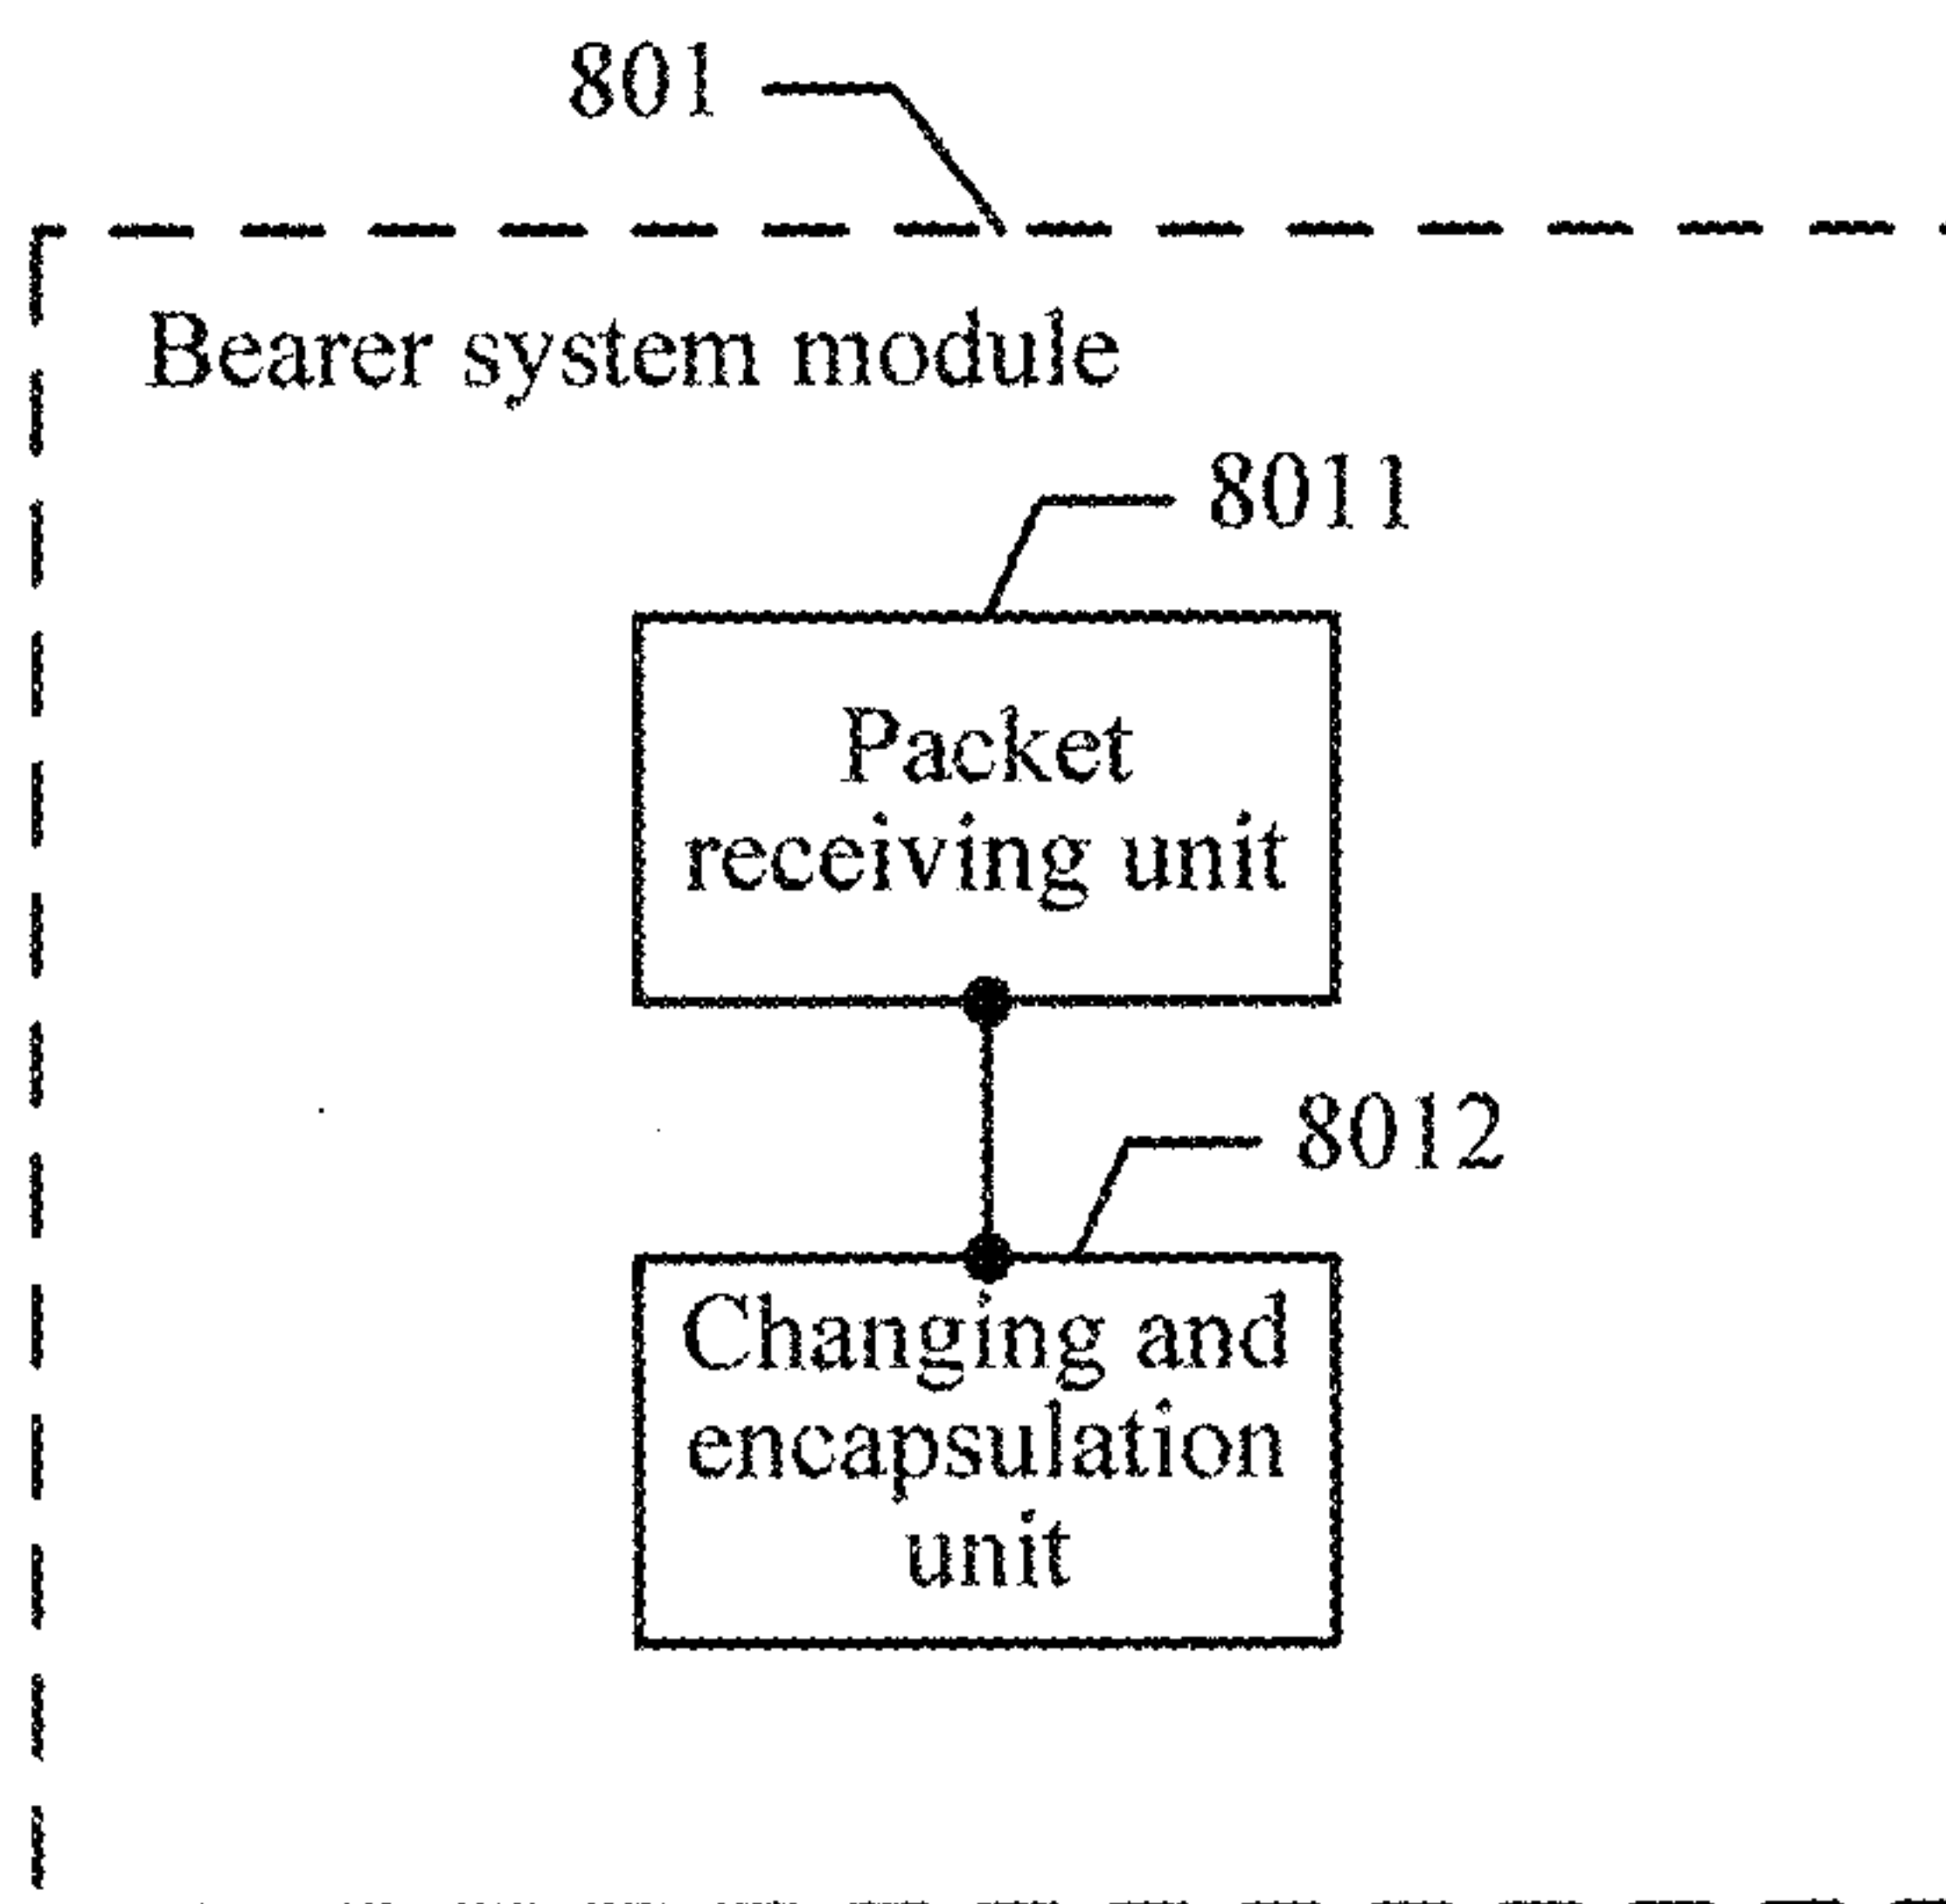 801
Bearer system module
8011
Packet
receiving unit
8012
Changing and
encapsulation
unit